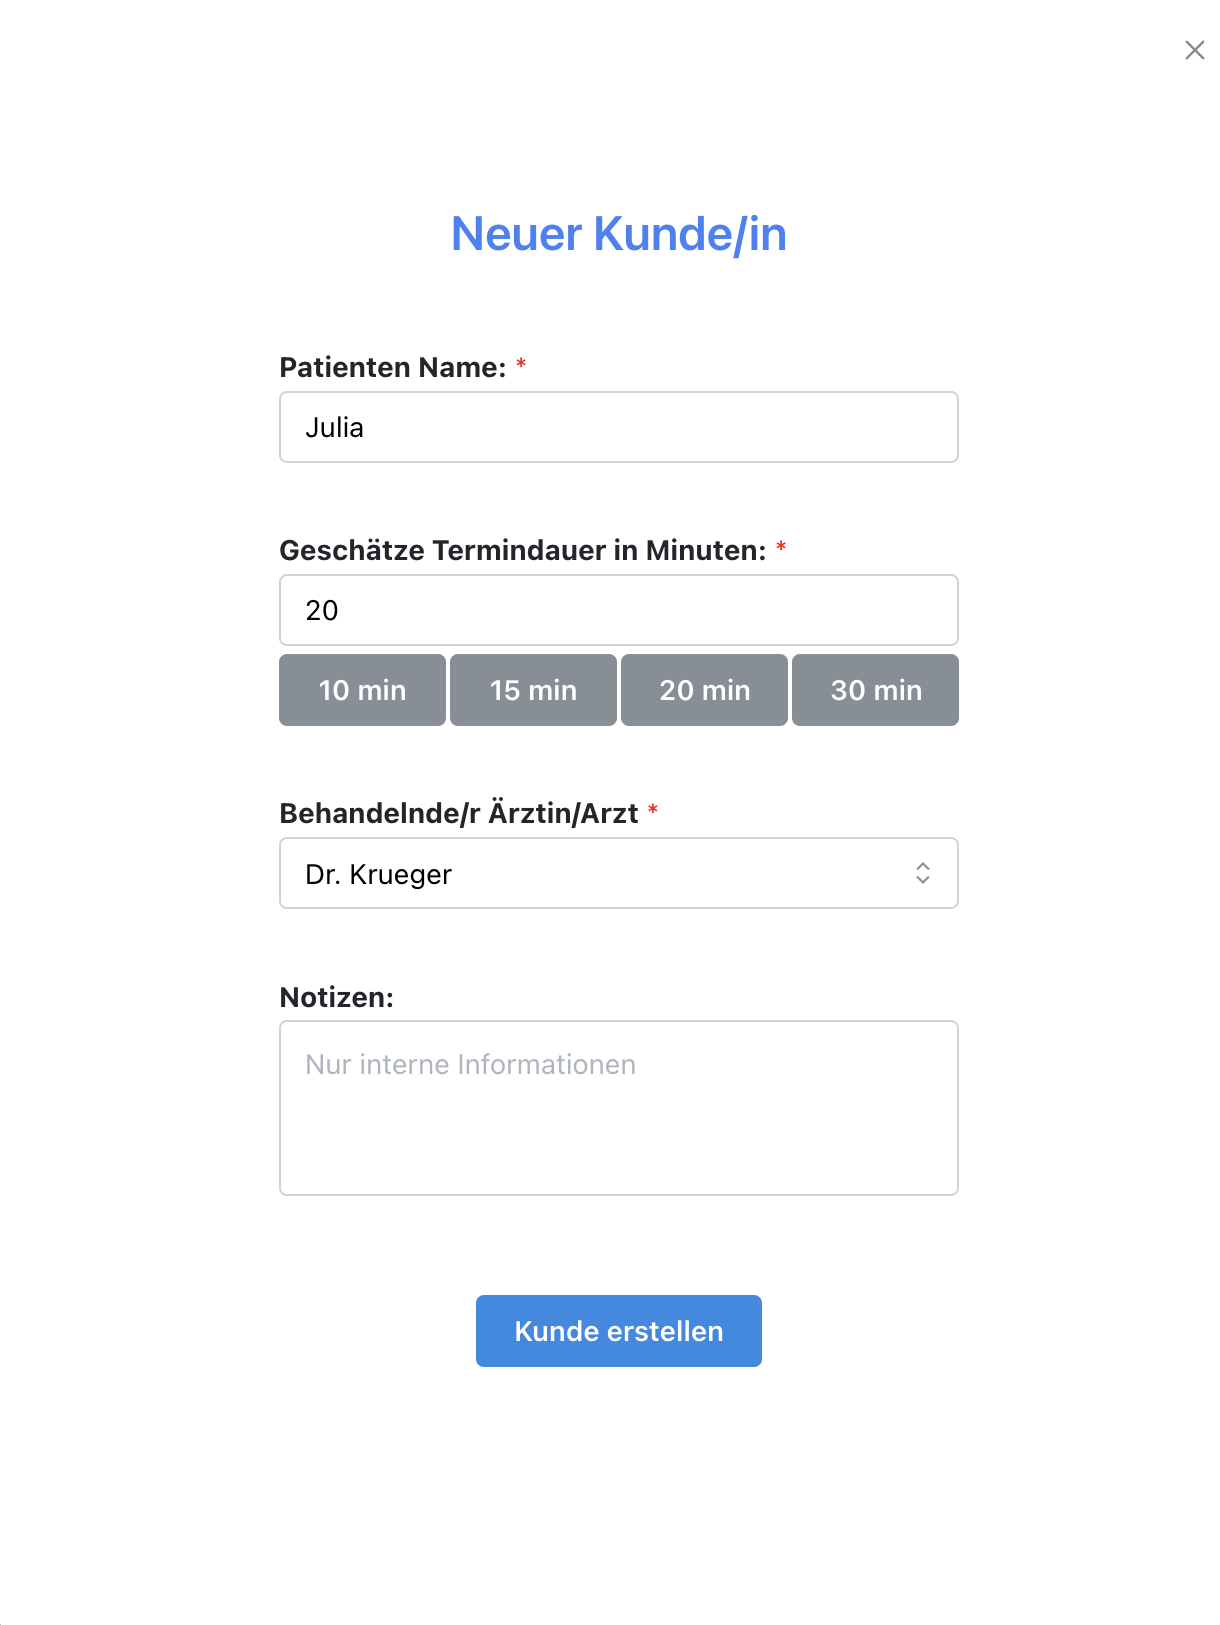 Neuer Kunde/in
Patienten Name: *
Julia
Geschätze Termindauer in Minuten: *
20
10 min 15 min 20 min 30 min
Behandelnde/r Ärztin/Arzt *
Dr. Krueger
Notizen:
Nur interne Informationen
Kunde erstellen